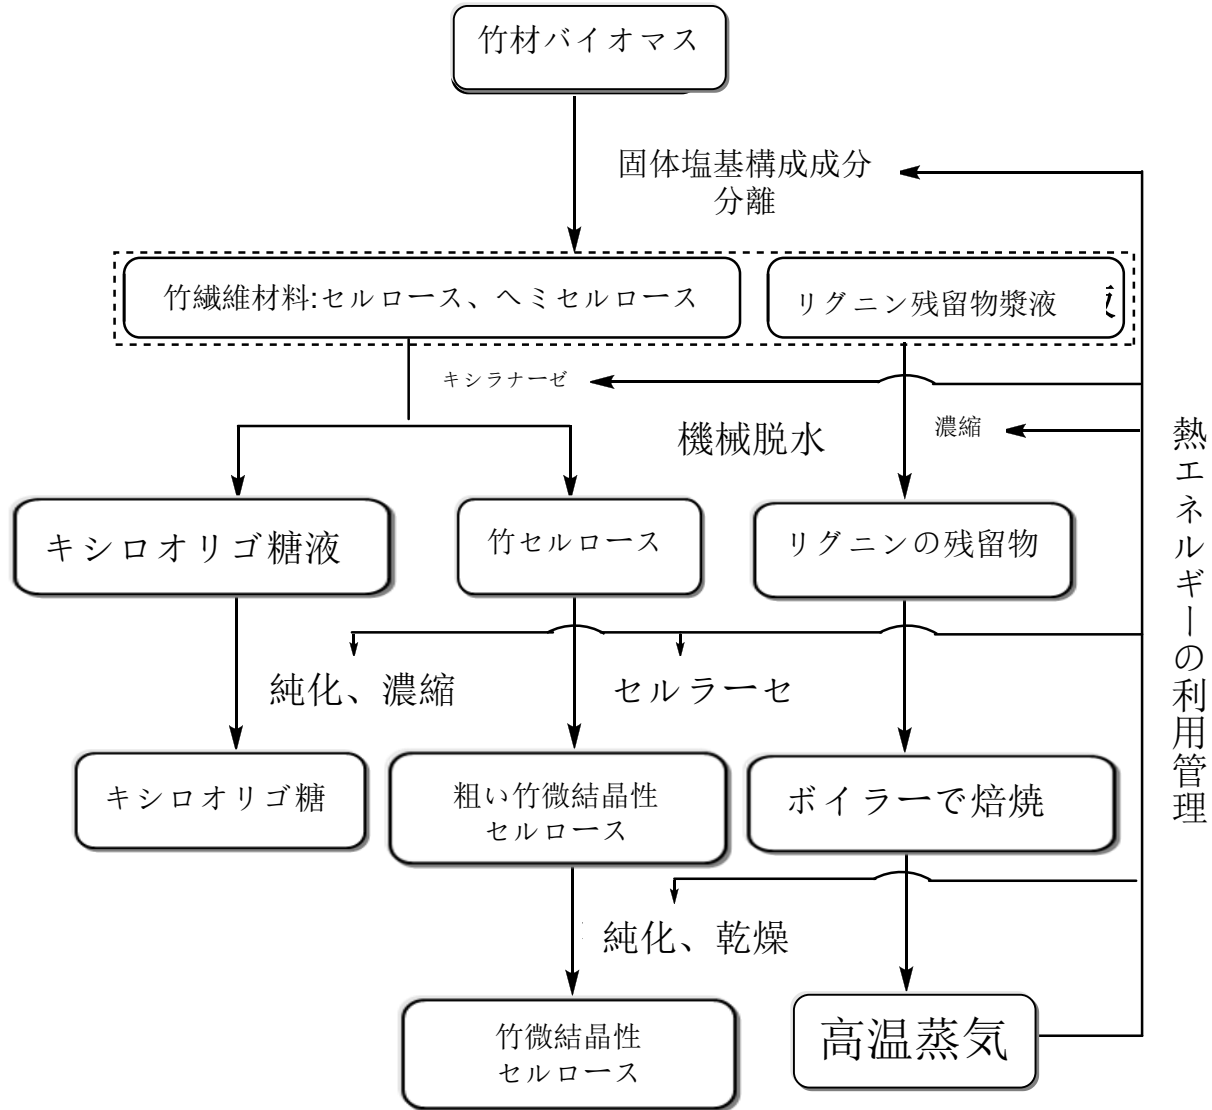 竹材バイオマス
固体塩基構成成分
分離
竹繊維材料:セルロース、ヘミセルロース
リグニン残留物漿液
キシラナーゼ
機械脱水
濃縮
キシロオリゴ糖液
竹セルロース
リグニンの残留物
純化、濃縮
セルラーセ
キシロオリゴ糖
粗い竹微結晶性
セルロース
ボイラーで焙焼
純化、乾燥
竹微結晶性
セルロース
高温蒸気
熱エネルギーの利用管理